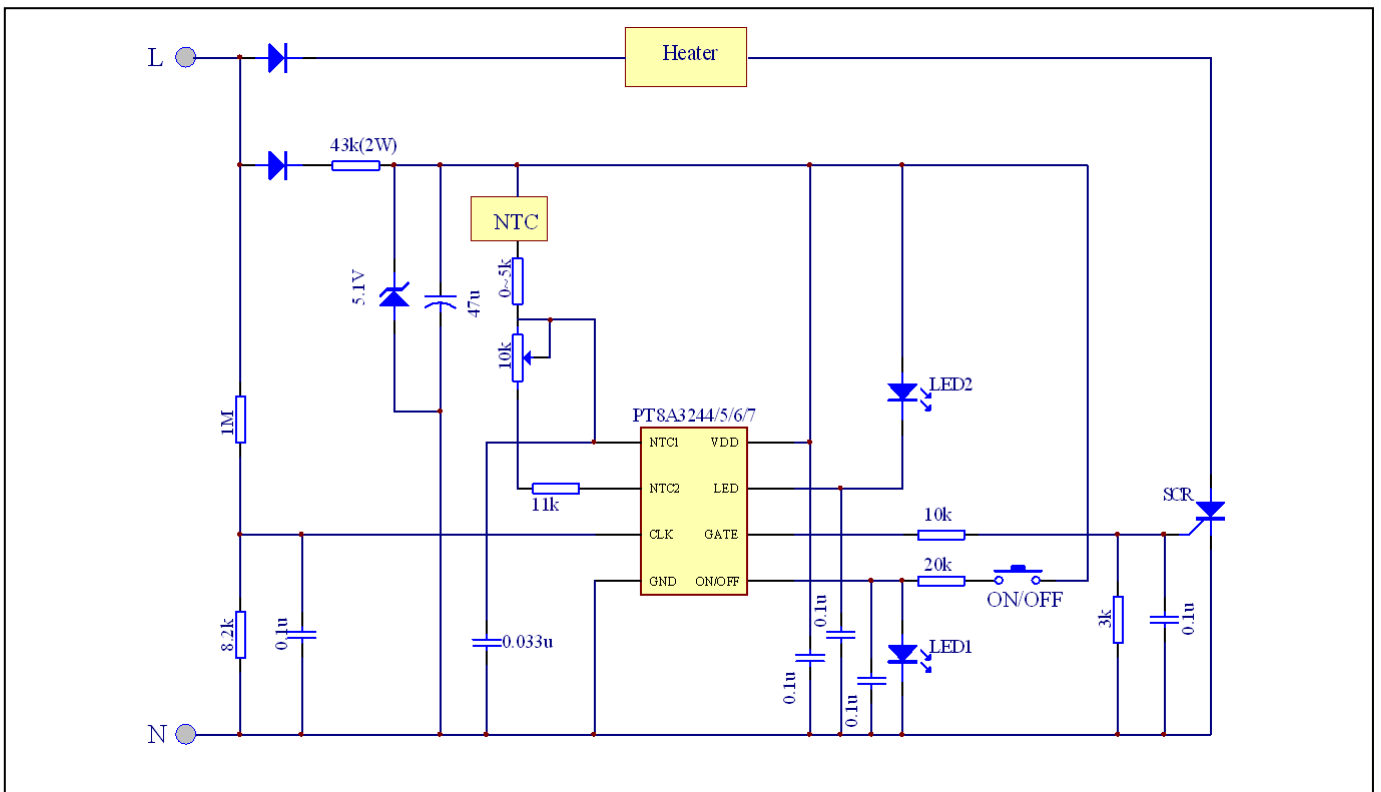 L
Heater
43k(2W)
NTC
5.1V
47u
0~5k
10k
LED2
1M
PT8A3244/5/6/7
NTC1
VDD
NTC2
LED
11k
SCR
CLK
GATE
10k
GND
ON/OFF
20k
ON/OFF
8.2k
0.1u
0.033u
0.1u
0.1u
0.1u
LED1
3k
0.1u
N